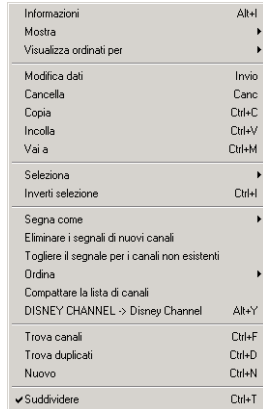 Informazioni Alt+I
Mostra
Visualizza ordinati per
Modifica dati Invio
Cancella Canc
Copia Ctrl+C
Incolla Ctrl+V
Vai a Ctrl+M
Seleziona
Inverti selezione Ctrl+I
Segna come
Eliminare i segnali di nuovi canali
Togliere il segnale per i canali non esistenti
Ordina
Compattare la lista di canali
DISNEY CHANNEL -> Disney Channel Alt+Y
Trova canali Ctrl+F
Trova duplicati Ctrl+D
Nuovo Ctrl+N
Suddividere Ctrl+T